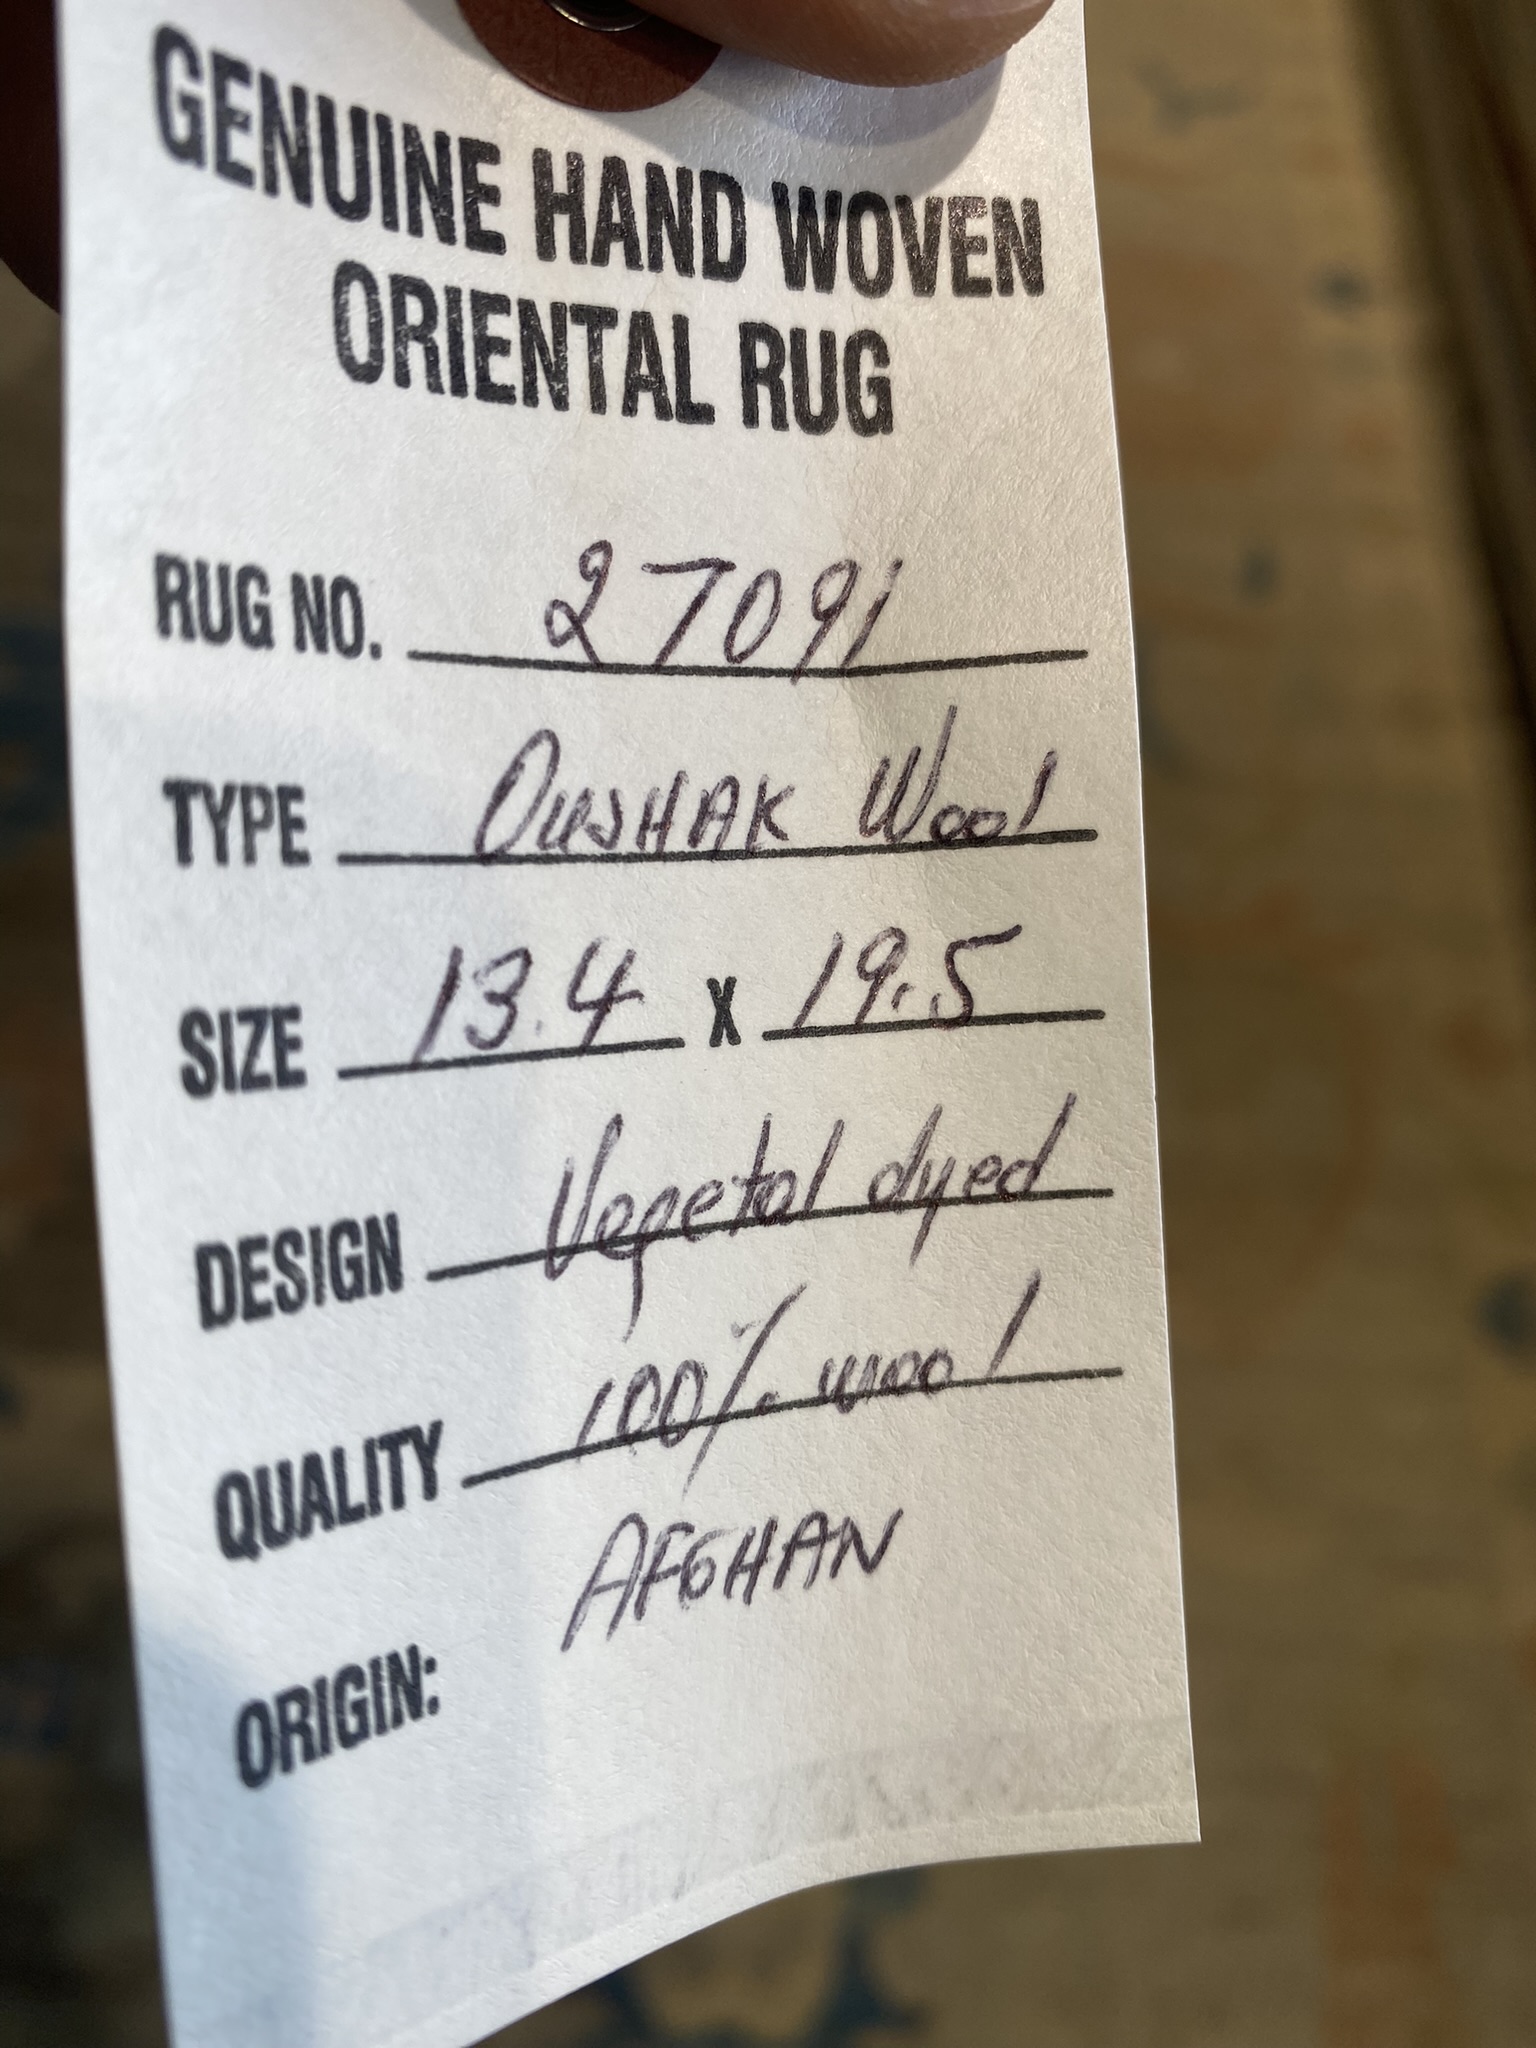 GENUINE HAND WOVEN
ORIENTAL RUG
RUG NO. 27091
TYPE OUSHAK Wool
SIZE 13.4 X 19.5
DESIGN Vegetal dyed
QUALITY 100% wool
ORIGIN: AFGHAN